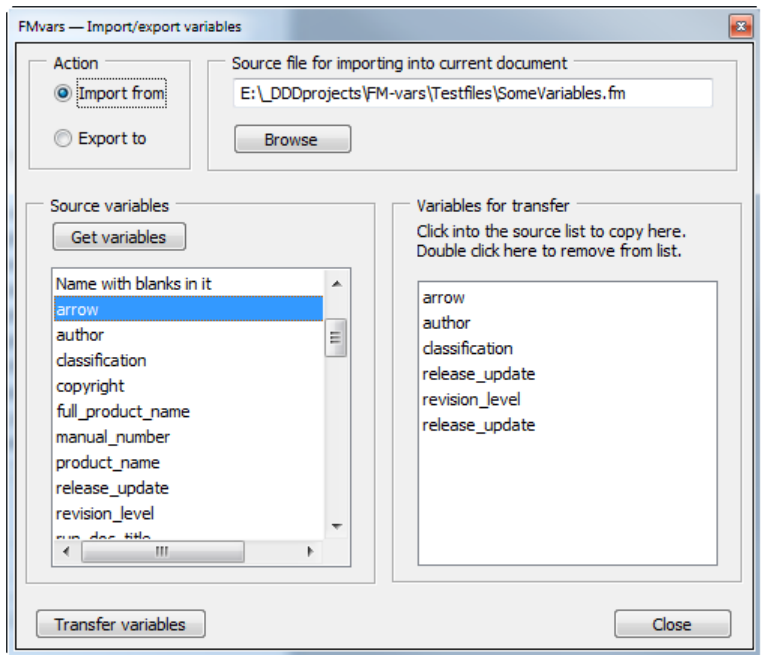 FMvars — Import/export variables
Action
Import from
Export to
Source file for importing into current document
E:\_DDDprojects\FM-vars\Testfiles\SomeVariables.fm
Browse
Source variables
Get variables
Name with blanks in it
arrow
author
classification
copyright
full_product_name
manual_number
product_name
release_update
revision_level
run_doc_title
Variables for transfer
Click into the source list to copy here.
Double click here to remove from list.
arrow
author
classification
release_update
revision_level
release_update
Transfer variables
Close